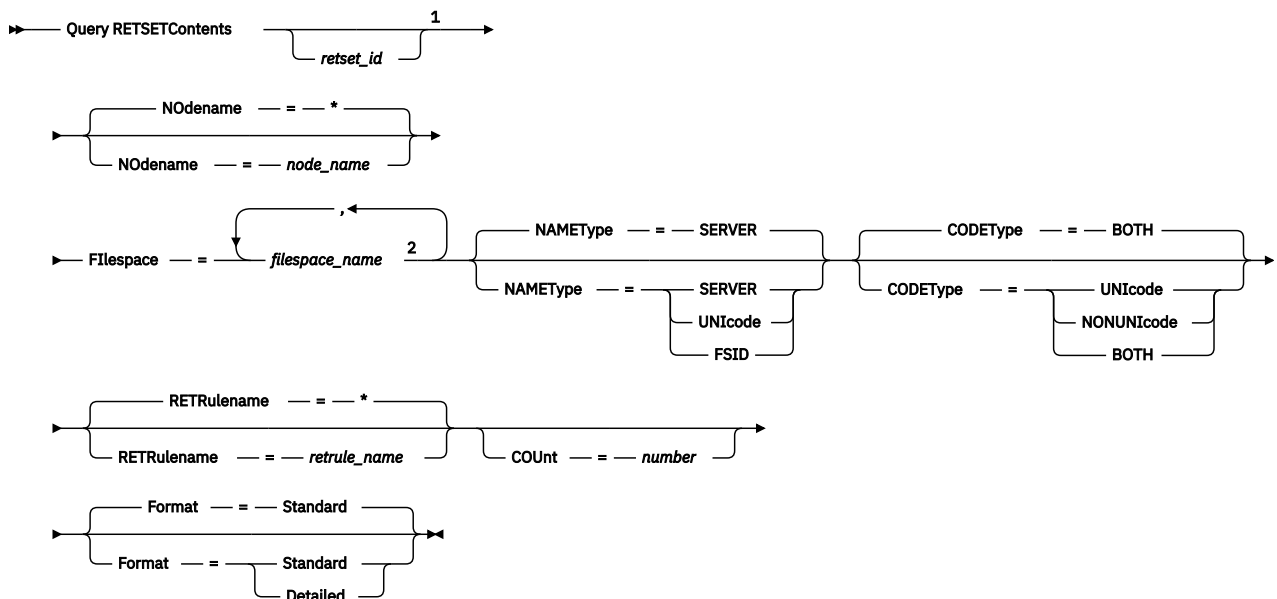 Query RETSETContents
1
retset_id
NOdename = *
NOdename = node_name
,
FIlespace = filespace_name 2
NAMEType = SERVER
NAMEType = SERVER
UNIcode
FSID
CODEType = BOTH
CODEType = UNIcode
NONUNIcode
BOTH
RETRulename = *
RETRulename = retrule_name
COUnt = number
Format = Standard
Format = Standard
Detailed